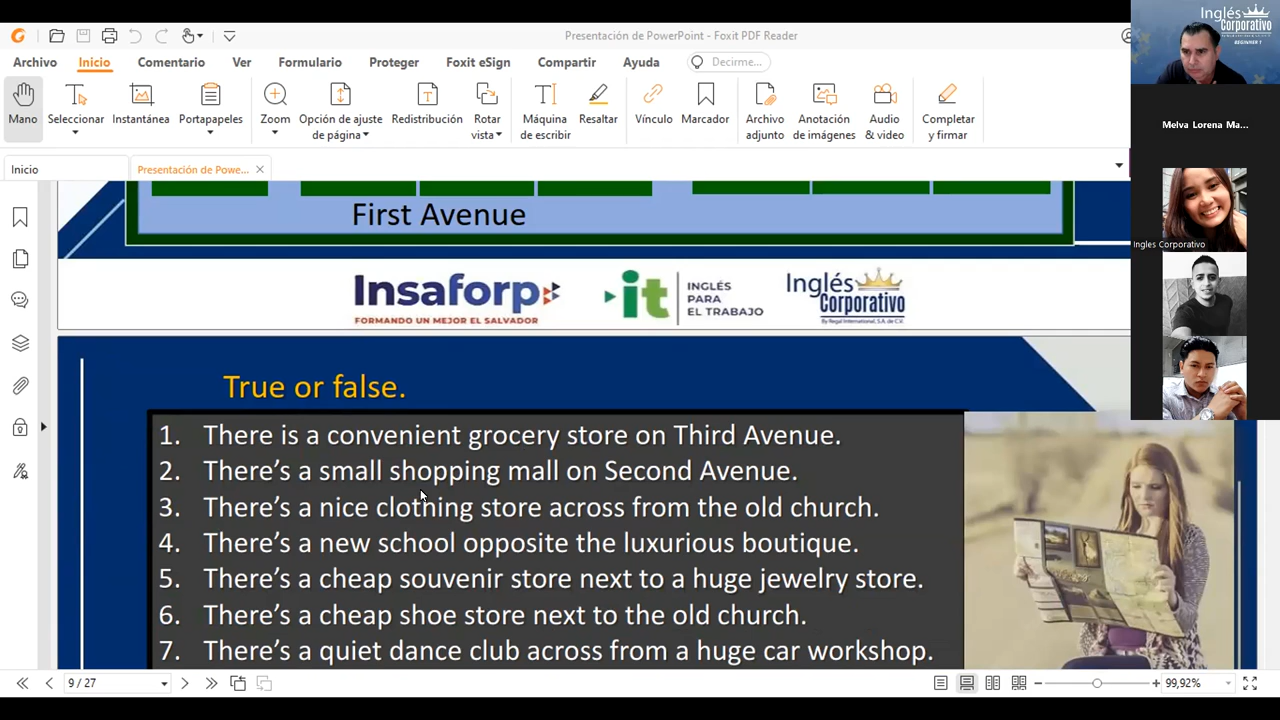 Presentación de PowerPoint - Foxit PDF Reader
Archivo Inicio Comentario Ver Formulario Proteger Foxit eSign Compartir Ayuda Decirme...
Mano Seleccionar Instantánea Portapapeles Zoom Opción de ajuste de página Redistribución Rotar vista Máquina de escribir Resaltar Vínculo Marcador Archivo adjunto Anotación de imágenes Audio & video Completar y firmar
Inicio Presentación de Powe...
First Avenue
Insaforp
FORMANDO UN MEJOR EL SALVADOR
it
INGLÉS
PARA
EL TRABAJO
Inglés
Corporativo
By Regal International, S.A. de C.V.
True or false.
1. There is a convenient grocery store on Third Avenue.
2. There's a small shopping mall on Second Avenue.
3. There's a nice clothing store across from the old church.
4. There's a new school opposite the luxurious boutique.
5. There's a cheap souvenir store next to a huge jewelry store.
6. There's a cheap shoe store next to the old church.
7. There's a quiet dance club across from a huge car workshop.
9 / 27
99,92%
Inglés
Corporativo
BEGINNER 1
Melva Lorena Ma...
Ingles Corporativo